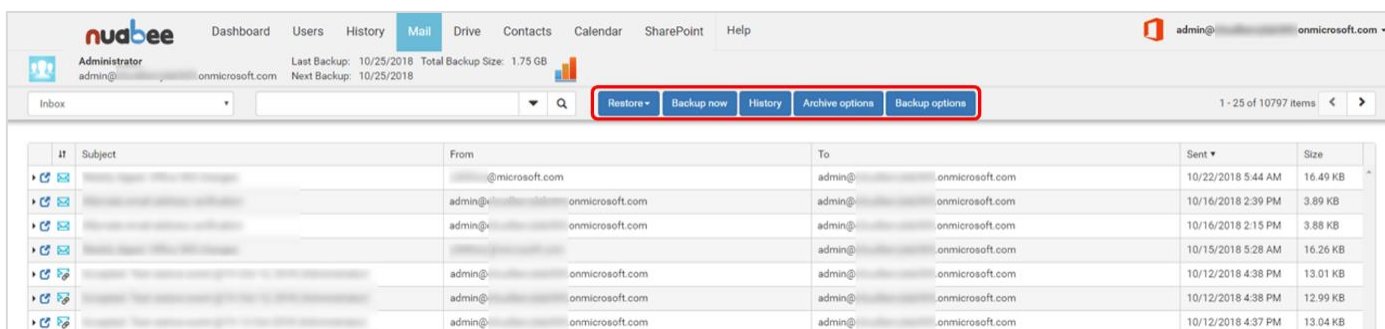 nuabee Dashboard Users History Mail Drive Contacts Calendar SharePoint Help admin@ onmicrosoft.com
Administrator Last Backup: 10/25/2018 Total Backup Size: 1.75 GB
admin@ onmicrosoft.com Next Backup: 10/25/2018
Inbox Restore Backup now History Archive options Backup options 1 - 25 of 10797 items
Subject From To Sent Size
@microsoft.com admin@ .onmicrosoft.com 10/22/2018 5:44 AM 16.49 KB
admin@ onmicrosoft.com admin@ .onmicrosoft.com 10/16/2018 2:39 PM 3.89 KB
admin@ onmicrosoft.com admin@ .onmicrosoft.com 10/16/2018 2:15 PM 3.88 KB
admin@ .onmicrosoft.com 10/15/2018 5:28 AM 16.26 KB
admin@ onmicrosoft.com admin@ .onmicrosoft.com 10/12/2018 4:38 PM 13.01 KB
admin@ onmicrosoft.com admin@ .onmicrosoft.com 10/12/2018 4:38 PM 12.99 KB
admin@ onmicrosoft.com admin@ .onmicrosoft.com 10/12/2018 4:37 PM 13.04 KB